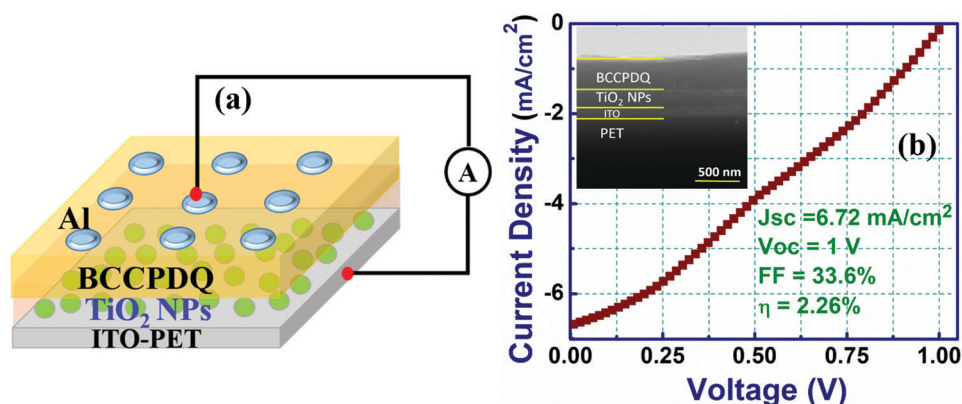 (a)
A
Al
BCCPDQ
TiO₂ NPs
ITO-PET
(b)
Current Density (mA/cm²)
0
-2
-4
-6
BCCPDQ
TiO₂ NPs
ITO
PET
500 nm
Jsc =6.72 mA/cm²
Voc = 1 V
FF = 33.6%
η = 2.26%
0.00 0.25 0.50 0.75 1.00
Voltage (V)